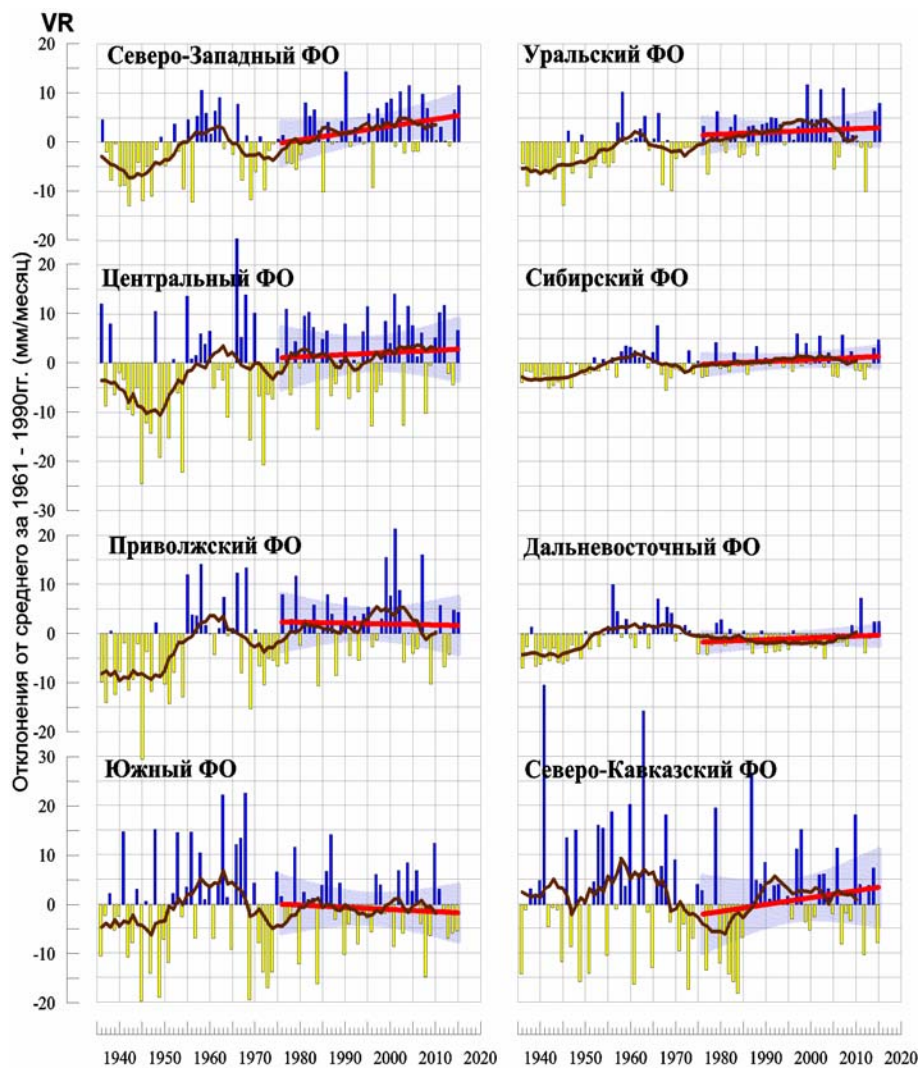 VR
20
Северо-Западный ФО
Уральский ФО
10
0
-10
-20
20
Центральный ФО
Сибирский ФО
10
0
-10
-20
-30
20
Приволжский ФО
Дальневосточный ФО
10
0
-10
-20
30
Южный ФО
Северо-Кавказский ФО
20
10
0
-10
-20
Отклонения от среднего за 1961 - 1990гг. (мм/месяц)
1940 1950 1960 1970 1980 1990 2000 2010 2020
1940 1950 1960 1970 1980 1990 2000 2010 2020